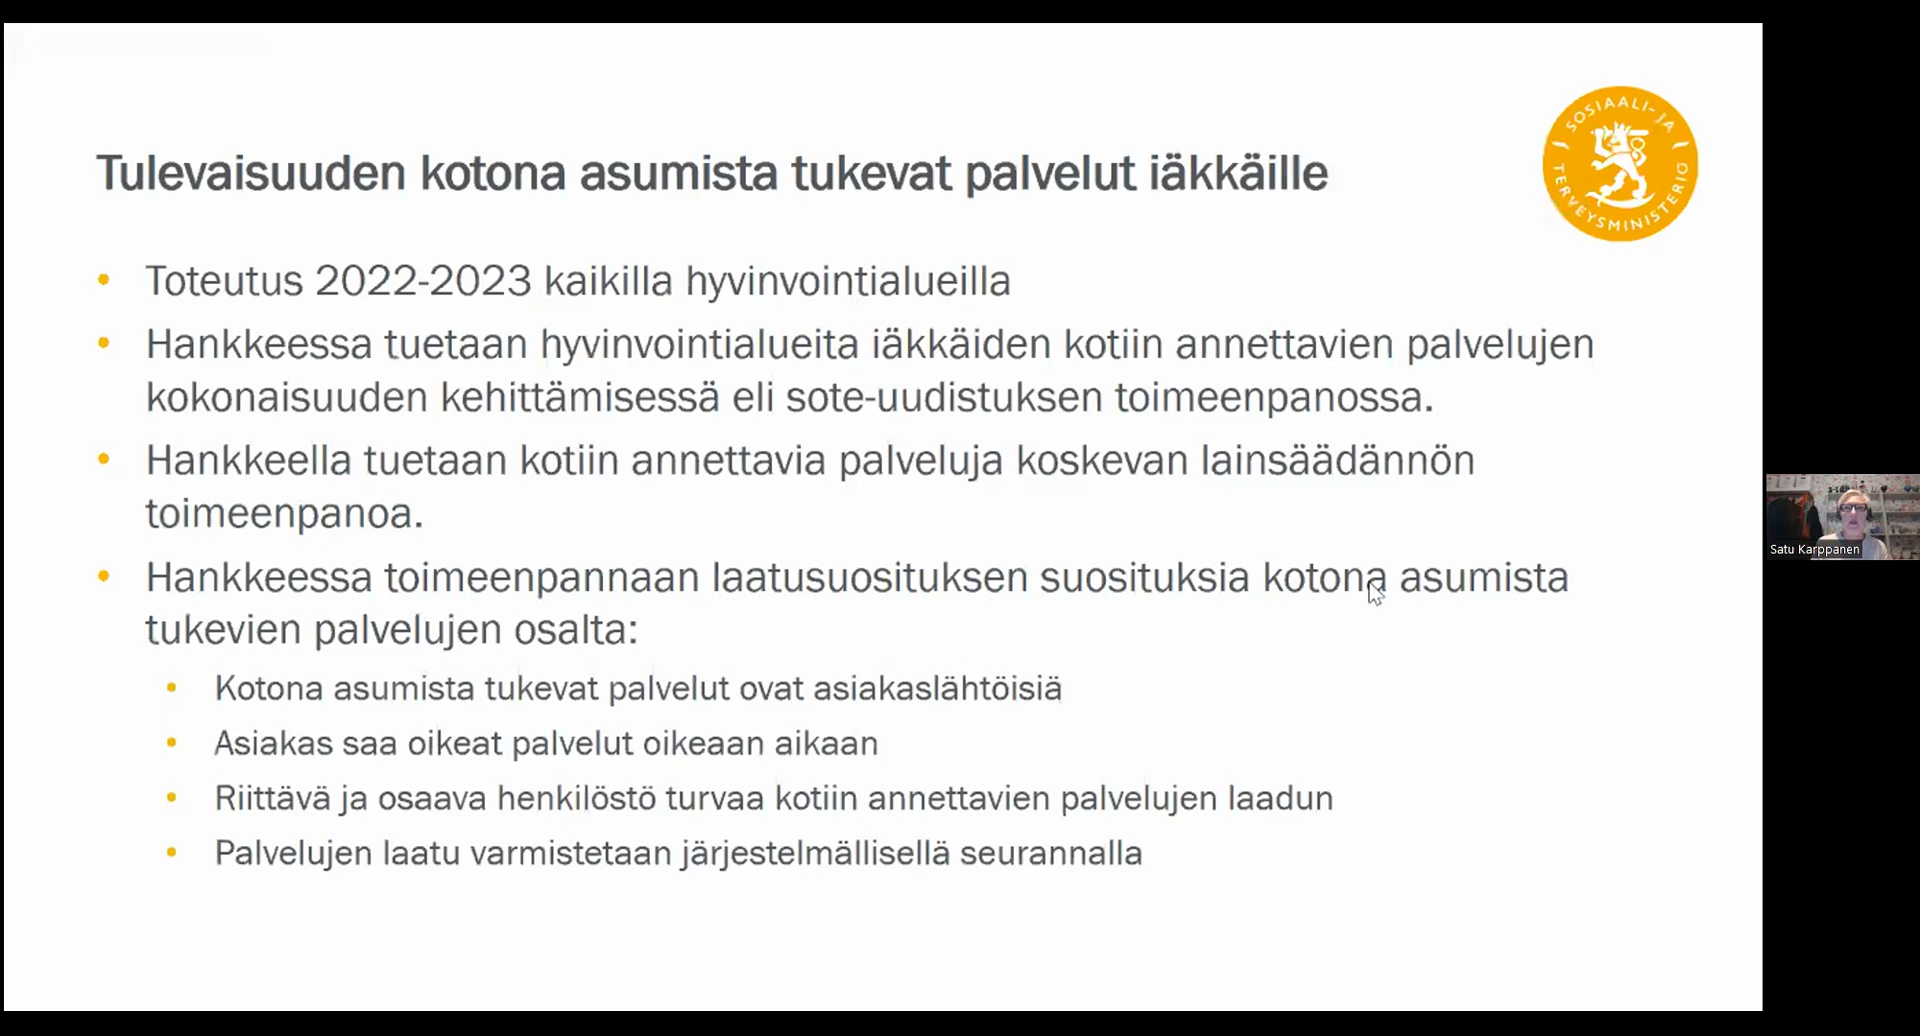 Tulevaisuuden kotona asumista tukevat palvelut iäkkäille
SOSIAALI- JA
TERVEYSMINISTERIÖ
• Toteutus 2022-2023 kaikilla hyvinvointialueilla
• Hankkeessa tuetaan hyvinvointialueita iäkkäiden kotiin annettavien palvelujen
kokonaisuuden kehittämisessä eli sote-uudistuksen toimeenpanossa.
• Hankkeella tuetaan kotiin annettavia palveluja koskevan lainsäädännön
toimeenpanoa.
• Hankkeessa toimeenpannaan laatusuosituksen suosituksia kotona asumista
tukevien palvelujen osalta:
• Kotona asumista tukevat palvelut ovat asiakaslähtöisiä
• Asiakas saa oikeat palvelut oikeaan aikaan
• Riittävä ja osaava henkilöstö turvaa kotiin annettavien palvelujen laadun
• Palvelujen laatu varmistetaan järjestelmällisellä seurannalla
Satu Karppanen